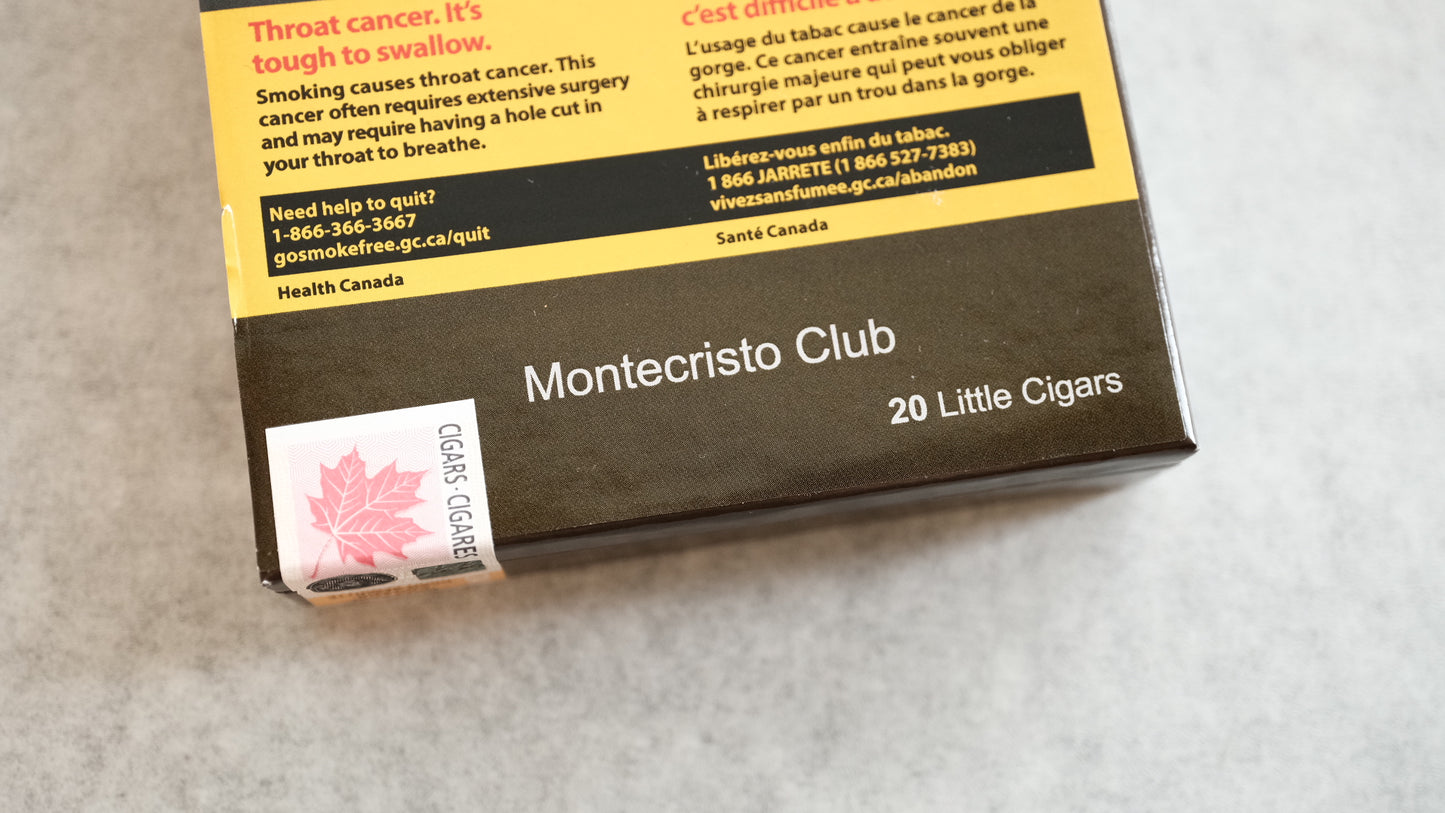 Throat cancer. It's
tough to swallow.
Smoking causes throat cancer. This
cancer often requires extensive surgery
and may require having a hole cut in
your throat to breathe.
Need help to quit?
1-866-366-3667
gosmokefree.gc.ca/quit
Health Canada
c'est difficile à
L'usage du tabac cause le cancer de la
gorge. Ce cancer entraîne souvent une
chirurgie majeure qui peut vous obliger
à respirer par un trou dans la gorge.
Libérez-vous enfin du tabac.
1 866 JARRETE (1 866 527-7383)
vivezsansfumee.gc.ca/abandon
Santé Canada
Montecristo Club
20 Little Cigars
CIGARS · CIGARES